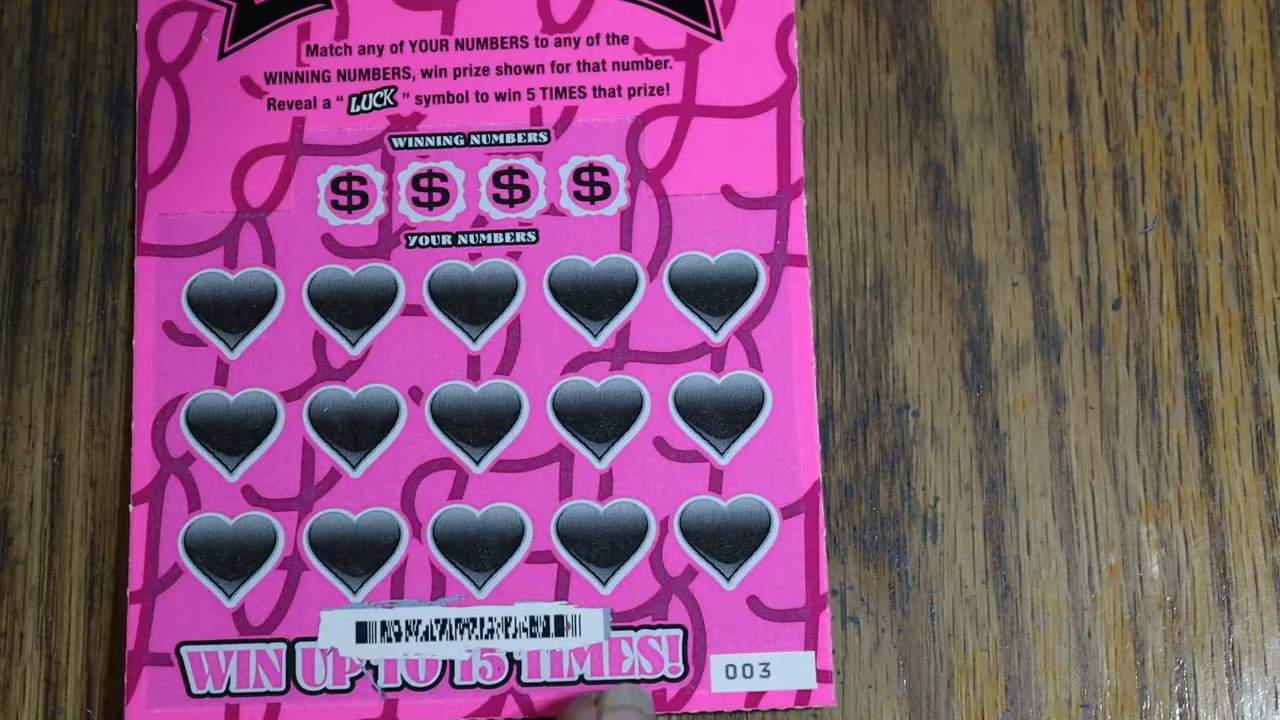 Match any of YOUR NUMBERS to any of the
WINNING NUMBERS, win prize shown for that number.
Reveal a “ LUCK ” symbol to win 5 TIMES that prize!
WINNING NUMBERS
$ $ $ $
YOUR NUMBERS
WIN UP TO 15 TIMES!
003